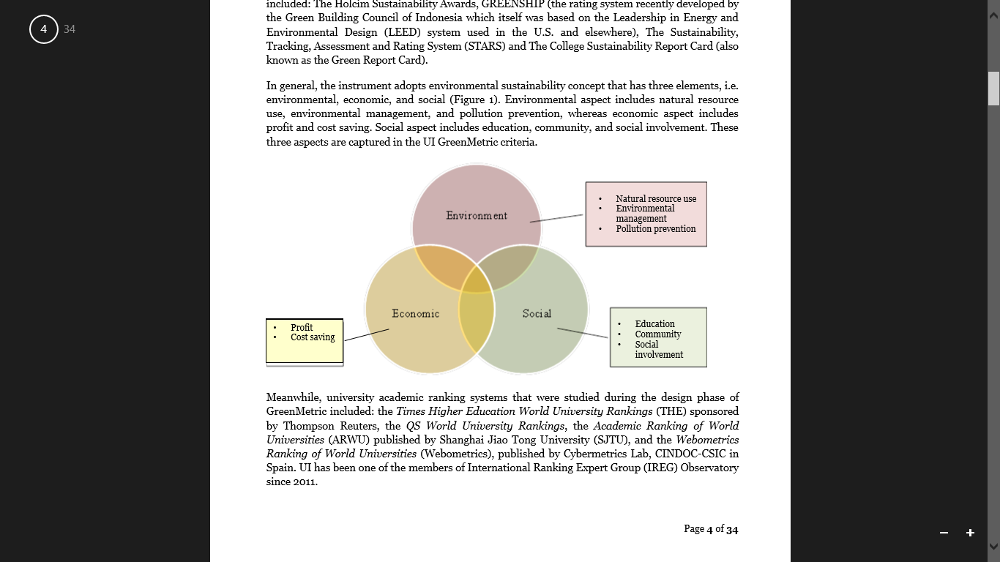 4 34
included: The Holcim Sustainability Awards, GREENSHIP (the rating system recently developed by
the Green Building Council of Indonesia which itself was based on the Leadership in Energy and
Environmental Design (LEED) system used in the U.S. and elsewhere), The Sustainability,
Tracking, Assessment and Rating System (STARS) and The College Sustainability Report Card (also
known as the Green Report Card).
In general, the instrument adopts environmental sustainability concept that has three elements, i.e.
environmental, economic, and social (Figure 1). Environmental aspect includes natural resource
use, environmental management, and pollution prevention, whereas economic aspect includes
profit and cost saving. Social aspect includes education, community, and social involvement. These
three aspects are captured in the UI GreenMetric criteria.
Environment
• Natural resource use
• Environmental
management
• Pollution prevention
Economic
Social
• Profit
• Cost saving
• Education
• Community
• Social
involvement
Meanwhile, university academic ranking systems that were studied during the design phase of
GreenMetric included: the Times Higher Education World University Rankings (THE) sponsored
by Thompson Reuters, the QS World University Rankings, the Academic Ranking of World
Universities (ARWU) published by Shanghai Jiao Tong University (SJTU), and the Webometrics
Ranking of World Universities (Webometrics), published by Cybermetrics Lab, CINDOC-CSIC in
Spain. UI has been one of the members of International Ranking Expert Group (IREG) Observatory
since 2011.
Page 4 of 34